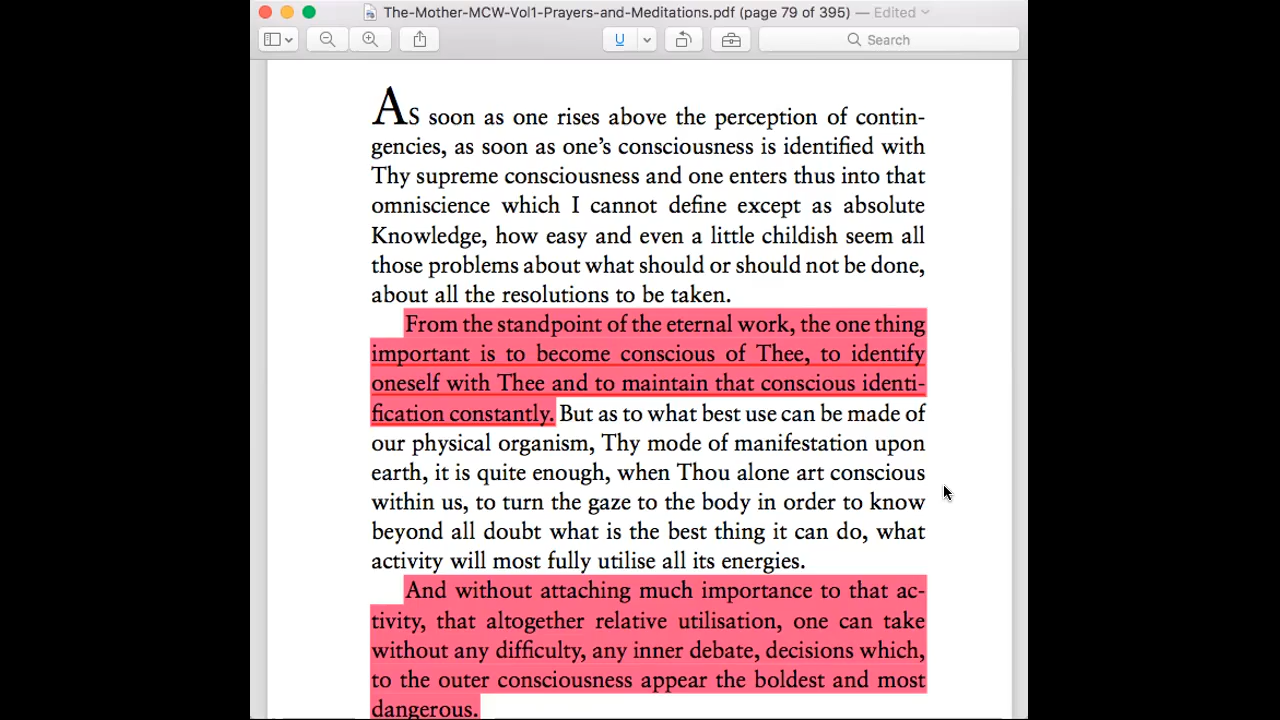 The-Mother-MCW-Vol1-Prayers-and-Meditations.pdf (page 79 of 395) — Edited
U
Search
As soon as one rises above the perception of contin-
gencies, as soon as one’s consciousness is identified with
Thy supreme consciousness and one enters thus into that
omniscience which I cannot define except as absolute
Knowledge, how easy and even a little childish seem all
those problems about what should or should not be done,
about all the resolutions to be taken.
From the standpoint of the eternal work, the one thing
important is to become conscious of Thee, to identify
oneself with Thee and to maintain that conscious identi-
fication constantly. But as to what best use can be made of
our physical organism, Thy mode of manifestation upon
earth, it is quite enough, when Thou alone art conscious
within us, to turn the gaze to the body in order to know
beyond all doubt what is the best thing it can do, what
activity will most fully utilise all its energies.
And without attaching much importance to that ac-
tivity, that altogether relative utilisation, one can take
without any difficulty, any inner debate, decisions which,
to the outer consciousness appear the boldest and most
dangerous.